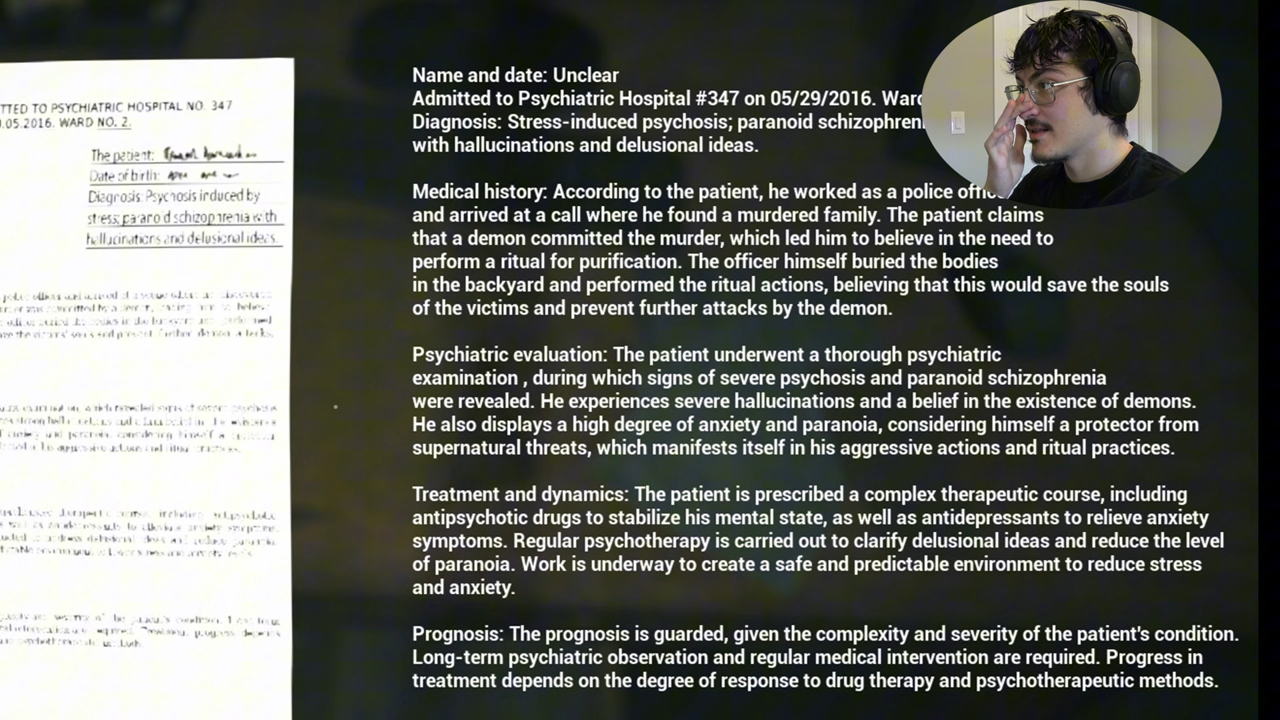 TTED TO PSYCHIATRIC HOSPITAL NO. 347
.05.2016. WARD NO. 2.
The patient:
Date of birth:
Diagnosis: Psychosis induced by
stress; paranoid schizophrenia with
hallucinations and delusional ideas.
Name and date: Unclear
Admitted to Psychiatric Hospital #347 on 05/29/2016. Ward
Diagnosis: Stress-induced psychosis; paranoid schizophren
with hallucinations and delusional ideas.
Medical history: According to the patient, he worked as a police offic
and arrived at a call where he found a murdered family. The patient claims
that a demon committed the murder, which led him to believe in the need to
perform a ritual for purification. The officer himself buried the bodies
in the backyard and performed the ritual actions, believing that this would save the souls
of the victims and prevent further attacks by the demon.
Psychiatric evaluation: The patient underwent a thorough psychiatric
examination , during which signs of severe psychosis and paranoid schizophrenia
were revealed. He experiences severe hallucinations and a belief in the existence of demons.
He also displays a high degree of anxiety and paranoia, considering himself a protector from
supernatural threats, which manifests itself in his aggressive actions and ritual practices.
Treatment and dynamics: The patient is prescribed a complex therapeutic course, including
antipsychotic drugs to stabilize his mental state, as well as antidepressants to relieve anxiety
symptoms. Regular psychotherapy is carried out to clarify delusional ideas and reduce the level
of paranoia. Work is underway to create a safe and predictable environment to reduce stress
and anxiety.
Prognosis: The prognosis is guarded, given the complexity and severity of the patient's condition.
Long-term psychiatric observation and regular medical intervention are required. Progress in
treatment depends on the degree of response to drug therapy and psychotherapeutic methods.